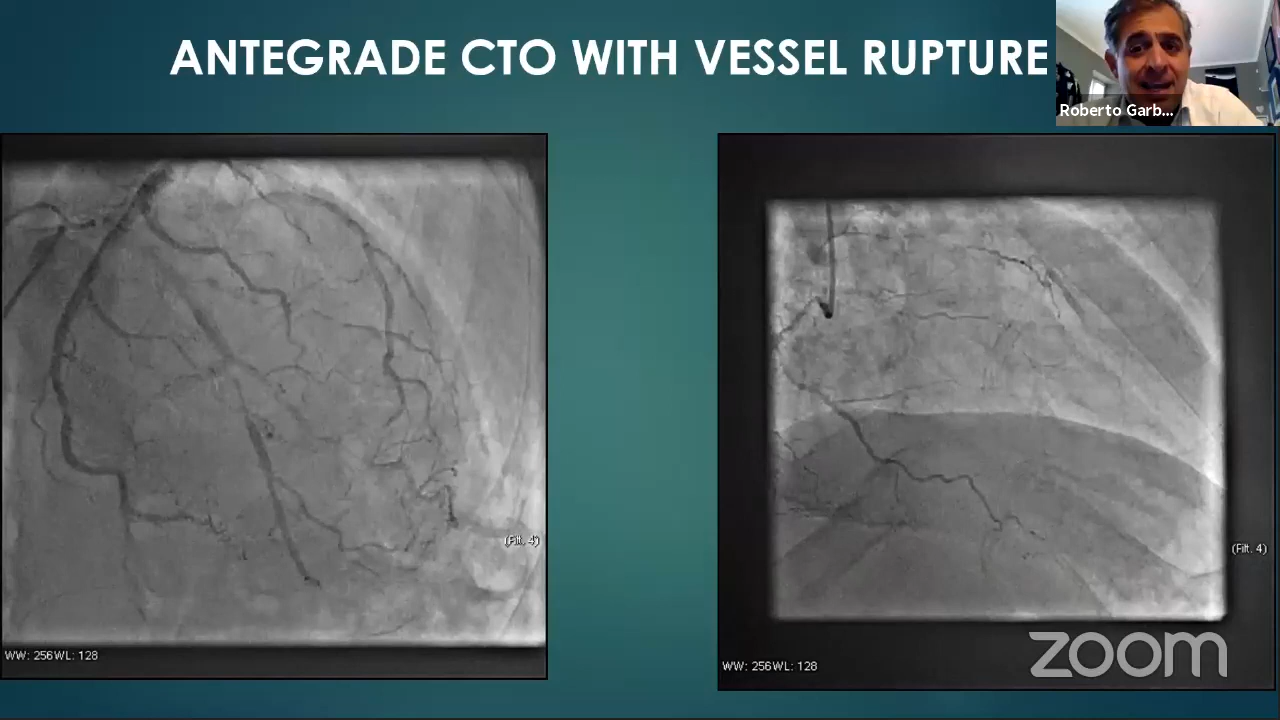 ANTEGRADE CTO WITH VESSEL RUPTURE
Roberto Garb...
(Filt. 4)
(Filt. 4)
WW: 256WL: 128
WW: 256WL: 128
zoom